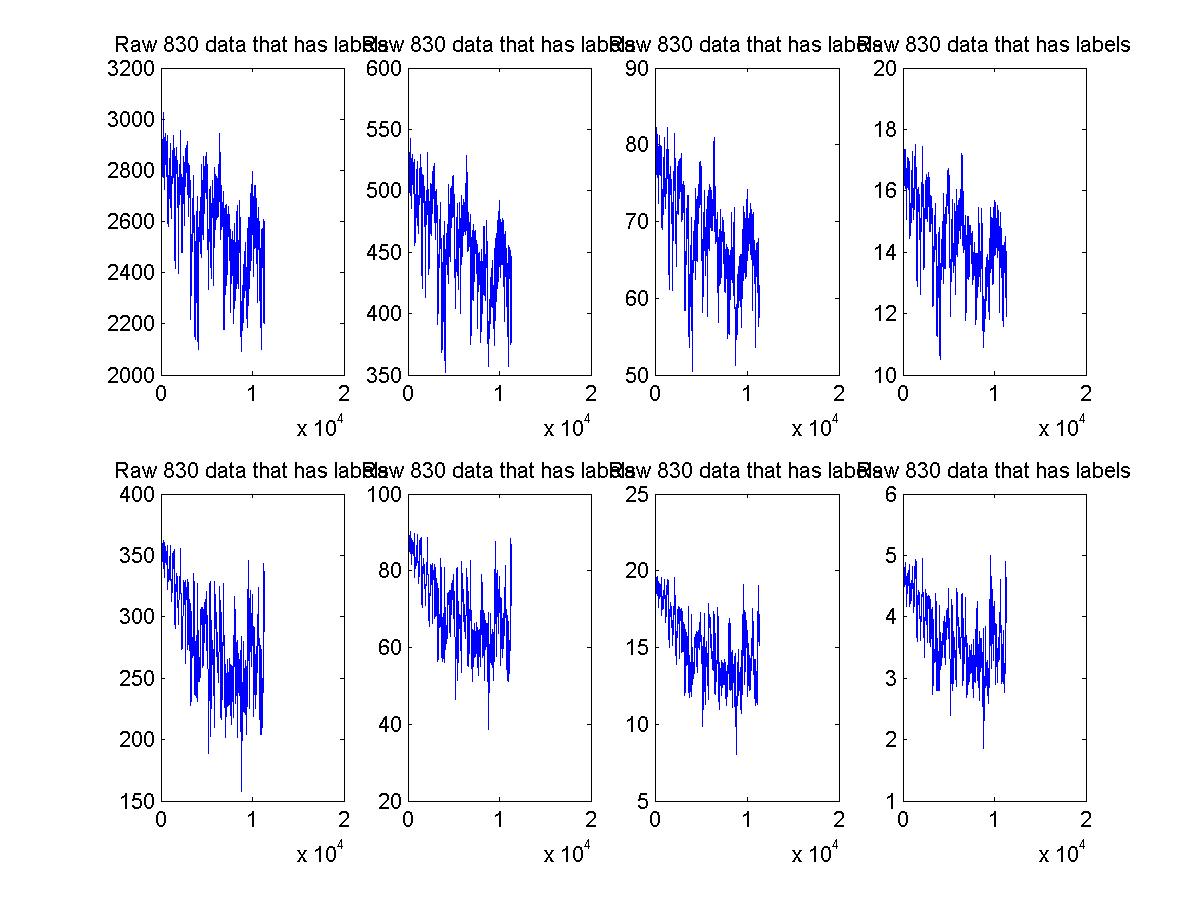 Raw 830 data that has labels Raw 830 data that has labels Raw 830 data that has labels Raw 830 data that has labels
3200 600 90 20
3000 550 80 18
2800 500 70 16
2600 450 60 14
2400 400 50 12
2200 350 10
2000
0 1 2 0 1 2 0 1 2 0 1 2
x 10^4 x 10^4 x 10^4 x 10^4
Raw 830 data that has labels Raw 830 data that has labels Raw 830 data that has labels Raw 830 data that has labels
400 100 25 6
350 80 20 5
300 60 15 4
250 40 10 3
200 20 5 2
150 1
0 1 2 0 1 2 0 1 2 0 1 2
x 10^4 x 10^4 x 10^4 x 10^4